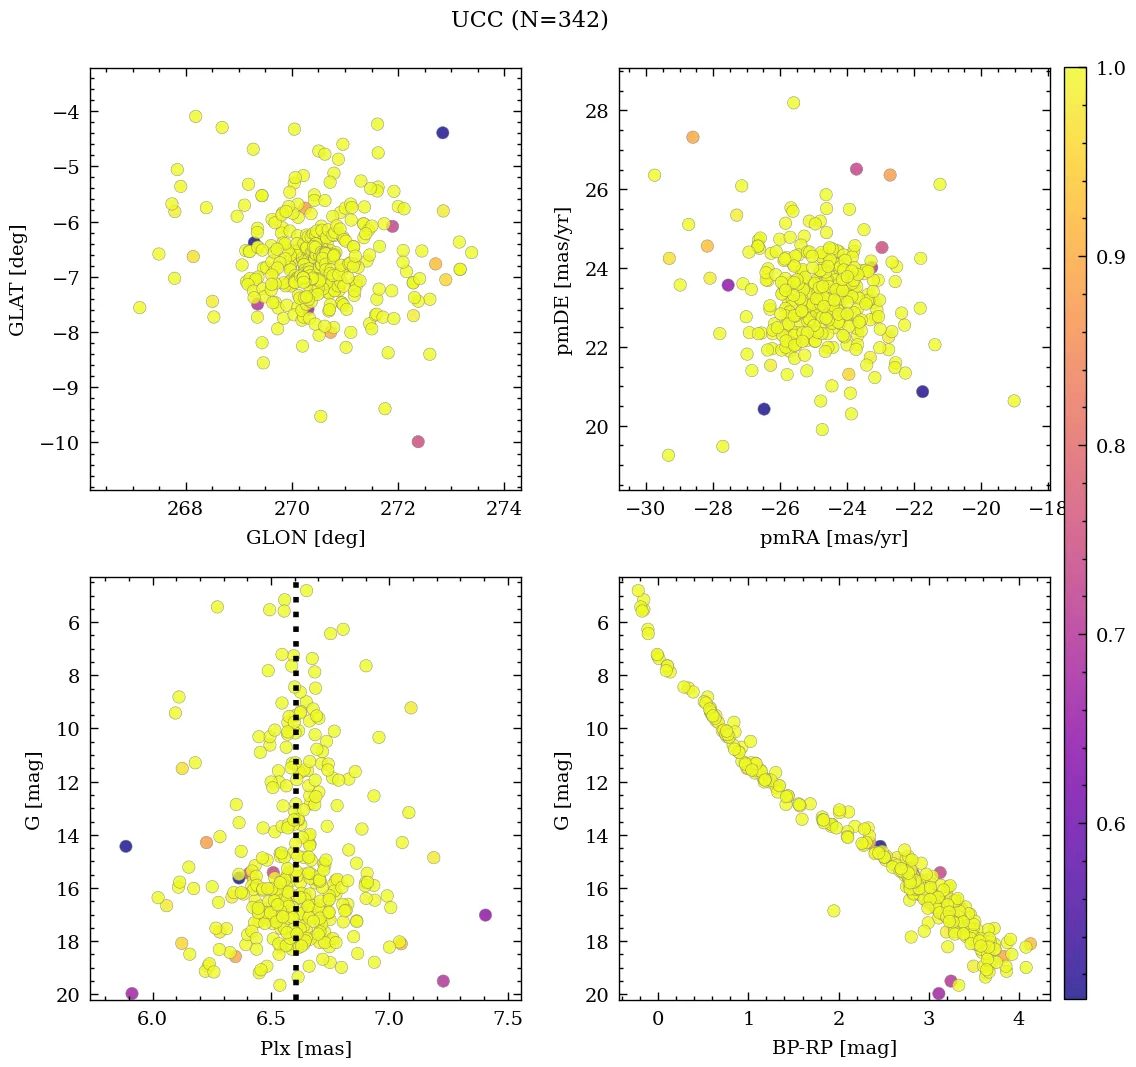 UCC (N=342)
−4
−5
−6
−7
−8
−9
−10
GLAT [deg]
268 270 272 274
GLON [deg]
28
26
24
22
20
pmDE [mas/yr]
−30 −28 −26 −24 −22 −20 −18
pmRA [mas/yr]
1.0
0.9
0.8
0.7
0.6
6
8
10
12
14
16
18
20
G [mag]
6.0 6.5 7.0 7.5
Plx [mas]
6
8
10
12
14
16
18
20
G [mag]
0 1 2 3 4
BP-RP [mag]